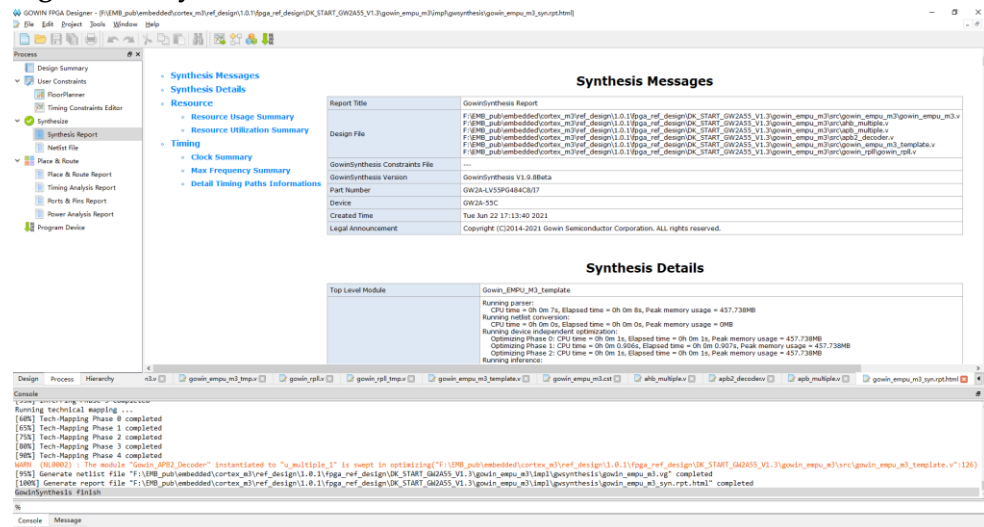 GOWIN FPGA Designer - [F:\EMB_pub\embedded\cortex_m3\ref_design\1.0.1\fpga_ref_design\DK_START_GW2A55_V1.3\gowin_empu_m3\impl\gwsynthesis\gowin_empu_m3_syn.rpt.html]
File Edit Project Tools Window Help
Process
Design Summary
User Constraints
FloorPlanner
Timing Constraints Editor
Synthesize
Synthesis Report
Netlist File
Place & Route
Place & Route Report
Timing Analysis Report
Ports & Pins Report
Power Analysis Report
Program Device
Synthesis Messages
Synthesis Details
Resource
Resource Usage Summary
Resource Utilization Summary
Timing
Clock Summary
Max Frequency Summary
Detail Timing Paths Informations
Synthesis Messages
Report Title GowinSynthesis Report
Design File
F:\EMB_pub\embedded\cortex_m3\ref_design\1.0.1\fpga_ref_design\DK_START_GW2A55_V1.3\gowin_empu_m3\src\gowin_empu_m3\gowin_empu_m3.v
F:\EMB_pub\embedded\cortex_m3\ref_design\1.0.1\fpga_ref_design\DK_START_GW2A55_V1.3\gowin_empu_m3\src\ahb_multiple.v
F:\EMB_pub\embedded\cortex_m3\ref_design\1.0.1\fpga_ref_design\DK_START_GW2A55_V1.3\gowin_empu_m3\src\apb_multiple.v
F:\EMB_pub\embedded\cortex_m3\ref_design\1.0.1\fpga_ref_design\DK_START_GW2A55_V1.3\gowin_empu_m3\src\apb2_decoder.v
F:\EMB_pub\embedded\cortex_m3\ref_design\1.0.1\fpga_ref_design\DK_START_GW2A55_V1.3\gowin_empu_m3\src\gowin_empu_m3_template.v
F:\EMB_pub\embedded\cortex_m3\ref_design\1.0.1\fpga_ref_design\DK_START_GW2A55_V1.3\gowin_empu_m3\src\gowin_rpll\gowin_rpll.v
GowinSynthesis Constraints File ---
GowinSynthesis Version GowinSynthesis V1.9.8Beta
Part Number GW2A-LV55PG484C8/I7
Device GW2A-55C
Created Time Tue Jun 22 17:13:40 2021
Legal Announcement Copyright (C)2014-2021 Gowin Semiconductor Corporation. ALL rights reserved.
Synthesis Details
Top Level Module Gowin_EMPU_M3_template
Running parser:
CPU time = 0h 0m 7s, Elapsed time = 0h 0m 8s, Peak memory usage = 457.738MB
Running netlist conversion:
CPU time = 0h 0m 0s, Elapsed time = 0h 0m 0s, Peak memory usage = 0MB
Running device independent optimization:
Optimizing Phase 0: CPU time = 0h 0m 1s, Elapsed time = 0h 0m 1s, Peak memory usage = 457.738MB
Optimizing Phase 1: CPU time = 0h 0m 0.906s, Elapsed time = 0h 0m 0.907s, Peak memory usage = 457.738MB
Optimizing Phase 2: CPU time = 0h 0m 1s, Elapsed time = 0h 0m 1s, Peak memory usage = 457.738MB
Running inference:
Design Process Hierarchy n3.v gowin_empu_m3_tmp.v gowin_rpll.v gowin_rpll_tmp.v gowin_empu_m3_template.v gowin_empu_m3.cst ahb_multiple.v apb2_decoder.v apb_multiple.v gowin_empu_m3_syn.rpt.html
Console
Running technical mapping ...
[60%] Tech-Mapping Phase 0 completed
[65%] Tech-Mapping Phase 1 completed
[75%] Tech-Mapping Phase 2 completed
[80%] Tech-Mapping Phase 3 completed
[90%] Tech-Mapping Phase 4 completed
WARN (NL0002) : The module "Gowin_APB2_Decoder" instantiated to "u_multiple_1" is swept in optimizing("F:\EMB_pub\embedded\cortex_m3\ref_design\1.0.1\fpga_ref_design\DK_START_GW2A55_V1.3\gowin_empu_m3\src\gowin_empu_m3_template.v":126)
[95%] Generate netlist file "F:\EMB_pub\embedded\cortex_m3\ref_design\1.0.1\fpga_ref_design\DK_START_GW2A55_V1.3\gowin_empu_m3\impl\gwsynthesis\gowin_empu_m3.vg" completed
[100%] Generate report file "F:\EMB_pub\embedded\cortex_m3\ref_design\1.0.1\fpga_ref_design\DK_START_GW2A55_V1.3\gowin_empu_m3\impl\gwsynthesis\gowin_empu_m3_syn.rpt.html" completed
GowinSynthesis finish
%
Console Message